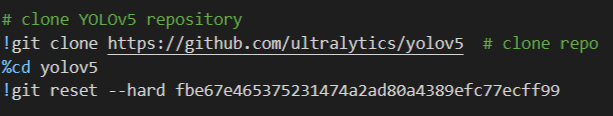 # clone YOLOv5 repository
!git clone https://github.com/ultralytics/yolov5  # clone repo
%cd yolov5
!git reset --hard fbe67e465375231474a2ad80a4389efc77ecff99